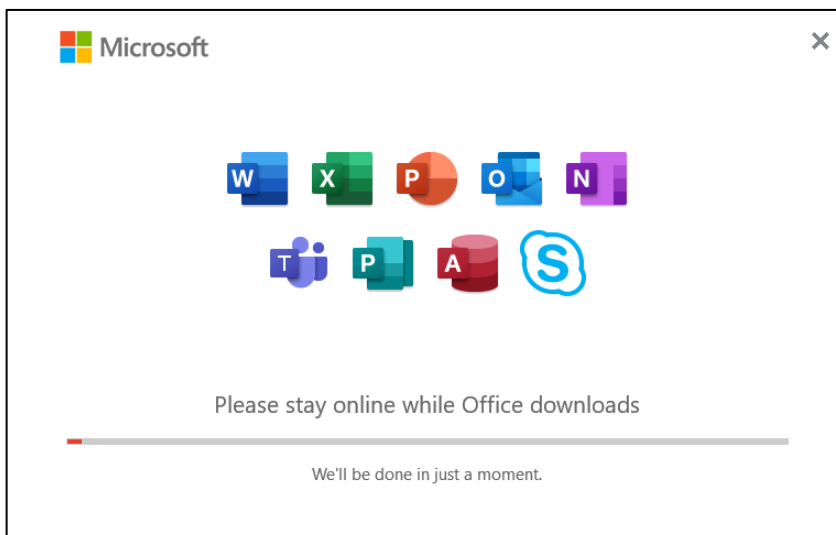 Microsoft
W X P O N
T P A S
Please stay online while Office downloads
We'll be done in just a moment.